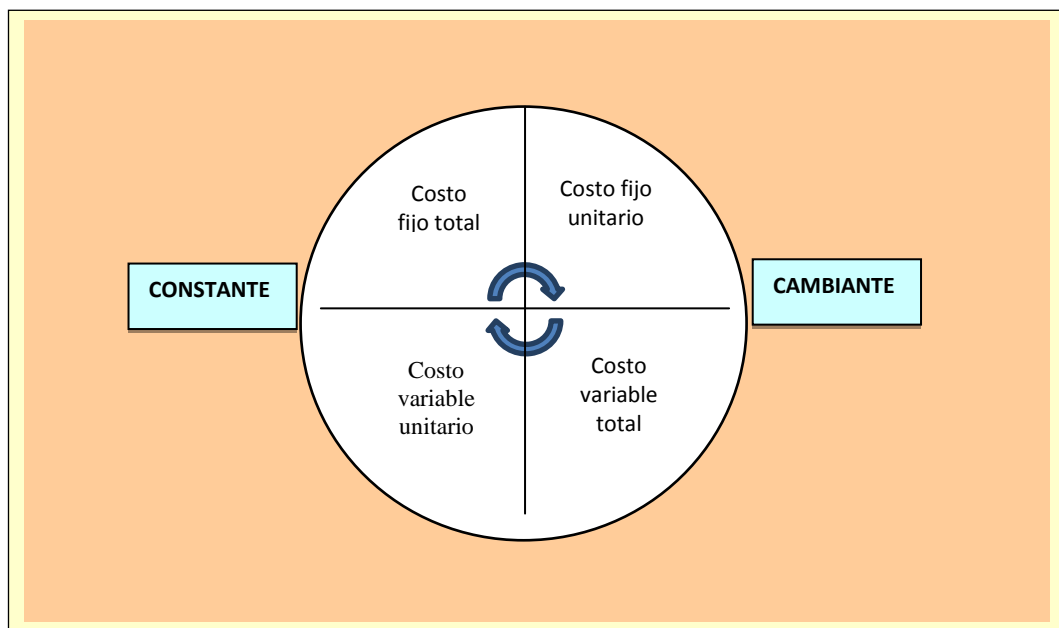 Costo
fijo total
Costo fijo
unitario
CONSTANTE
CAMBIANTE
Costo
variable
unitario
Costo
variable
total